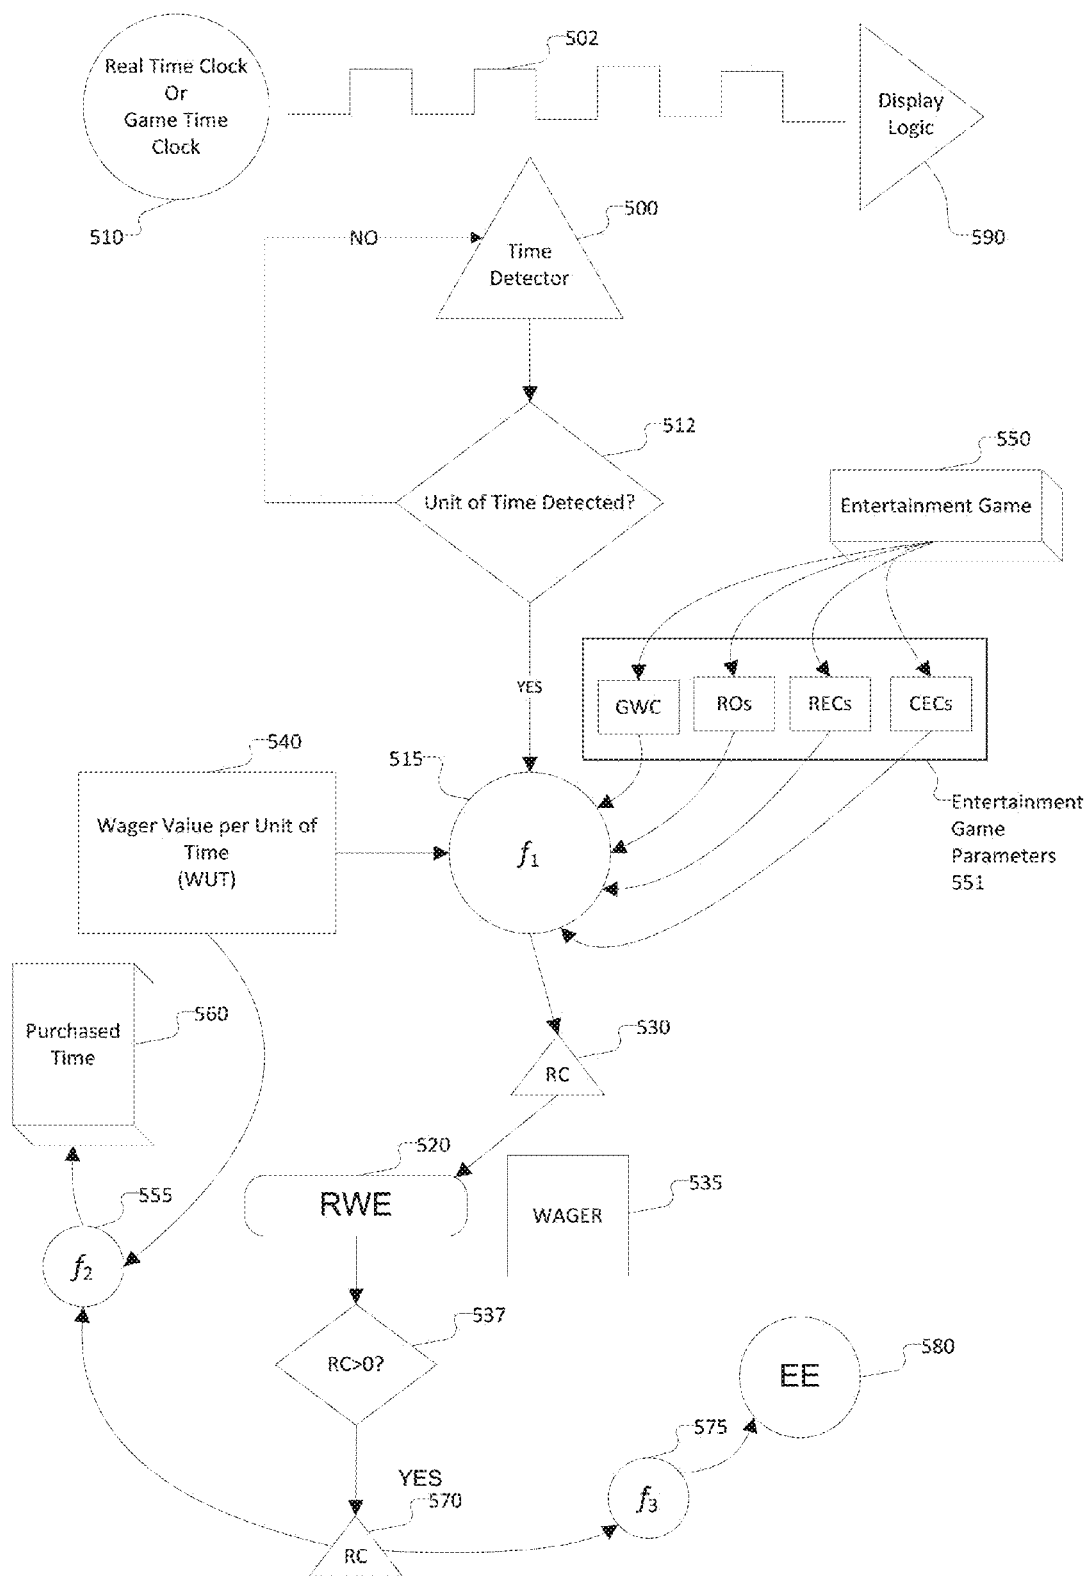 502
Real Time Clock
Or
Game Time
Clock
Display
Logic
510
590
500
NO
Time
Detector
512
Unit of Time Detected?
550
Entertainment Game
YES
GWC
ROs
RECs
CECs
540
515
Wager Value per Unit of
Time
(WUT)
f1
Entertainment
Game
Parameters
551
560
Purchased
Time
530
RC
520
RWE
535
WAGER
555
f2
537
RC>0?
580
EE
575
f3
YES
570
RC